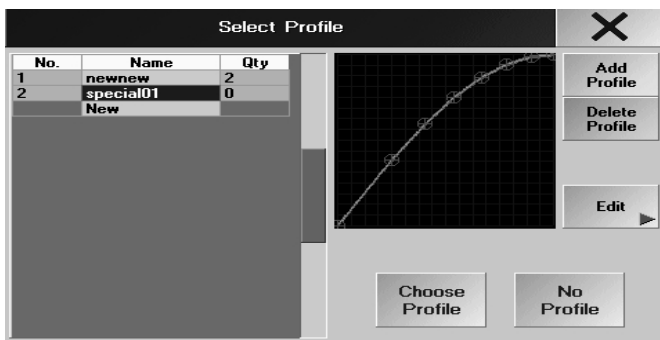 Select Profile
No. Name Qty
1 newnew 2
2 special01 0
New
Add
Profile
Delete
Profile
Edit
Choose
Profile
No
Profile